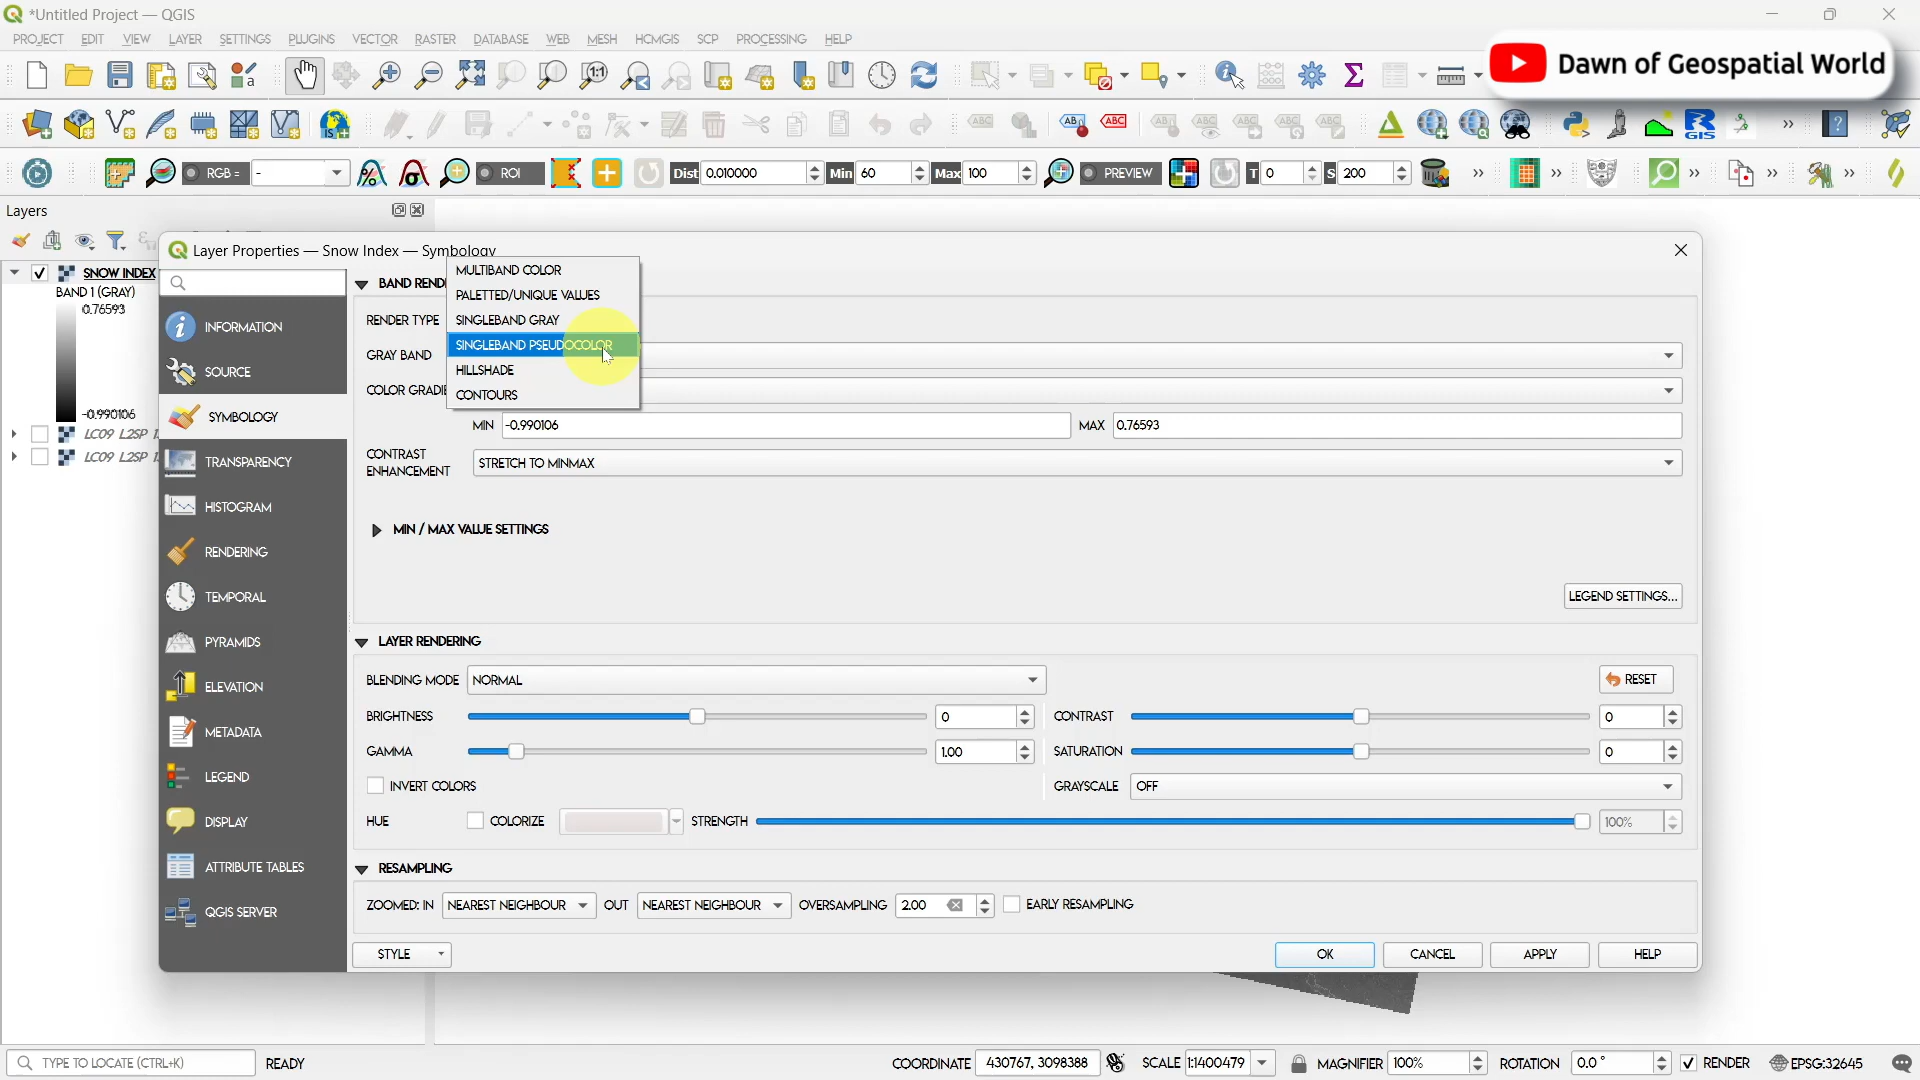 *Untitled Project — QGIS
PROJECT EDIT VIEW LAYER SETTINGS PLUGINS VECTOR RASTER DATABASE WEB MESH HCMGIS SCP PROCESSING HELP
Dawn of Geospatial World
RGB = - ROI Dist 0.010000 Min 60 Max 100 PREVIEW T 0 S 200
Layers
Layer Properties — Snow Index — Symbology
SNOW INDEX
BAND 1 (GRAY)
0.76593
-0.990106
LC09 L2SP
LC09 L2SP
INFORMATION
SOURCE
SYMBOLOGY
TRANSPARENCY
HISTOGRAM
RENDERING
TEMPORAL
PYRAMIDS
ELEVATION
METADATA
LEGEND
DISPLAY
ATTRIBUTE TABLES
QGIS SERVER
BAND REND
RENDER TYPE
GRAY BAND
COLOR GRADIE
MULTIBAND COLOR
PALETTED/UNIQUE VALUES
SINGLEBAND GRAY
SINGLEBAND PSEUDOCOLOR
HILLSHADE
CONTOURS
MIN -0.990106 MAX 0.76593
CONTRAST
ENHANCEMENT
STRETCH TO MINMAX
MIN / MAX VALUE SETTINGS
LEGEND SETTINGS...
LAYER RENDERING
BLENDING MODE NORMAL RESET
BRIGHTNESS 0 CONTRAST 0
GAMMA 1.00 SATURATION 0
INVERT COLORS GRAYSCALE OFF
HUE COLORIZE STRENGTH 100%
RESAMPLING
ZOOMED: IN NEAREST NEIGHBOUR OUT NEAREST NEIGHBOUR OVERSAMPLING 2.00 EARLY RESAMPLING
STYLE OK CANCEL APPLY HELP
TYPE TO LOCATE (CTRL+K) READY COORDINATE 430767, 3098388 SCALE 1:1400479 MAGNIFIER 100% ROTATION 0.0 ° RENDER EPSG:32645